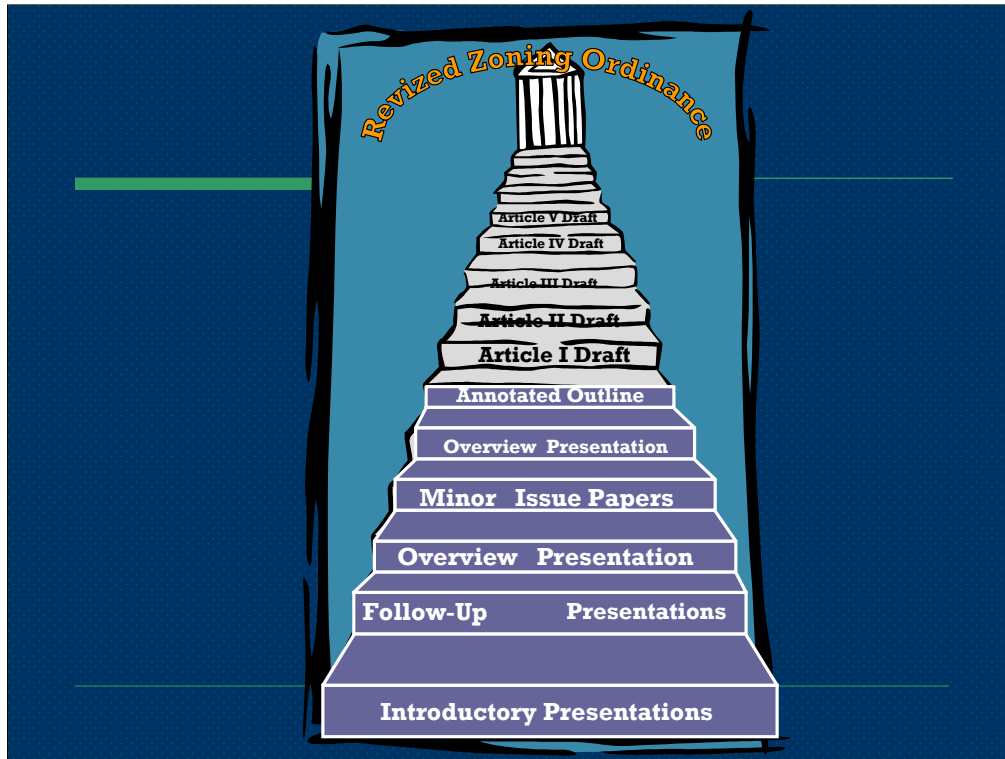 Revized Zoning Ordinance
Article V Draft
Article IV Draft
Article III Draft
Article II Draft
Article I Draft
Annotated Outline
Overview Presentation
Minor Issue Papers
Overview Presentation
Follow-Up Presentations
Introductory Presentations